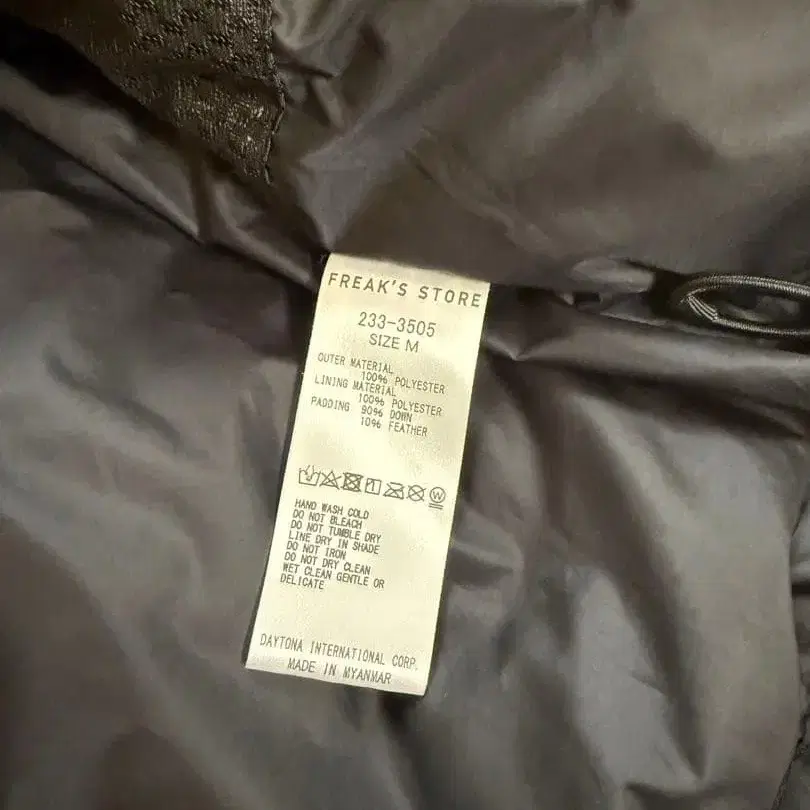 FREAK'S STORE
233-3505
SIZE M
OUTER MATERIAL
100% POLYESTER
LINING MATERIAL
100% POLYESTER
PADDING 90% DOWN
10% FEATHER
W
HAND WASH COLD
DO NOT BLEACH
DO NOT TUMBLE DRY
LINE DRY IN SHADE
DO NOT IRON
DO NOT DRY CLEAN
WET CLEAN GENTLE OR
DELICATE
DAYTONA INTERNATIONAL CORP.
MADE IN MYANMAR